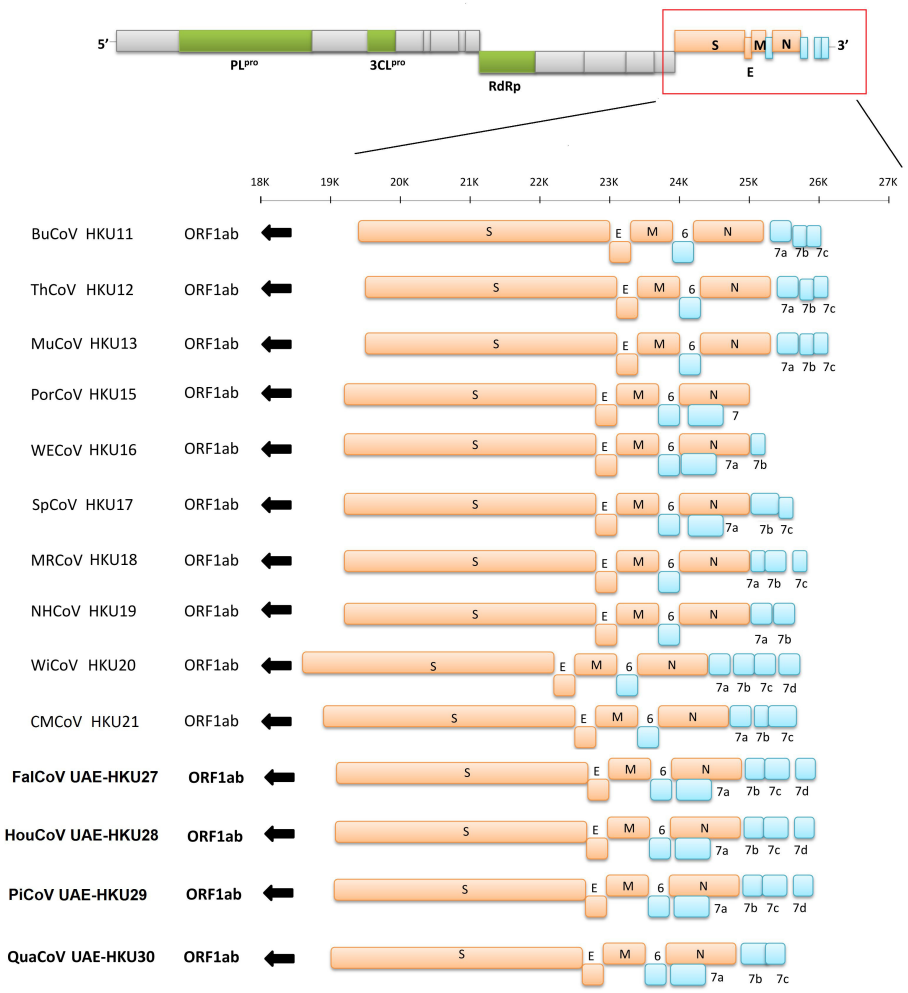 5’ S M N 3’
E
PLpro 3CLpro
RdRp
18K 19K 20K 21K 22K 23K 24K 25K 26K 27K
BuCoV HKU11 ORF1ab S E M 6 N
7a 7b 7c
ThCoV HKU12 ORF1ab S E M 6 N
7a 7b 7c
MuCoV HKU13 ORF1ab S E M 6 N
7a 7b 7c
PorCoV HKU15 ORF1ab S E M 6 N
7
WECoV HKU16 ORF1ab S E M 6 N
7a 7b
SpCoV HKU17 ORF1ab S E M 6 N
7a 7b 7c
MRCoV HKU18 ORF1ab S E M 6 N
7a 7b 7c
NHCoV HKU19 ORF1ab S E M 6 N
7a 7b
WiCoV HKU20 ORF1ab S E M 6 N
7a 7b 7c 7d
CMCoV HKU21 ORF1ab S E M 6 N
7a 7b 7c
FalCoV UAE-HKU27 ORF1ab S E M 6 N
7a 7b 7c 7d
HouCoV UAE-HKU28 ORF1ab S E M 6 N
7a 7b 7c 7d
PiCoV UAE-HKU29 ORF1ab S E M 6 N
7a 7b 7c 7d
QuaCoV UAE-HKU30 ORF1ab S E M 6 N
7a 7b 7c